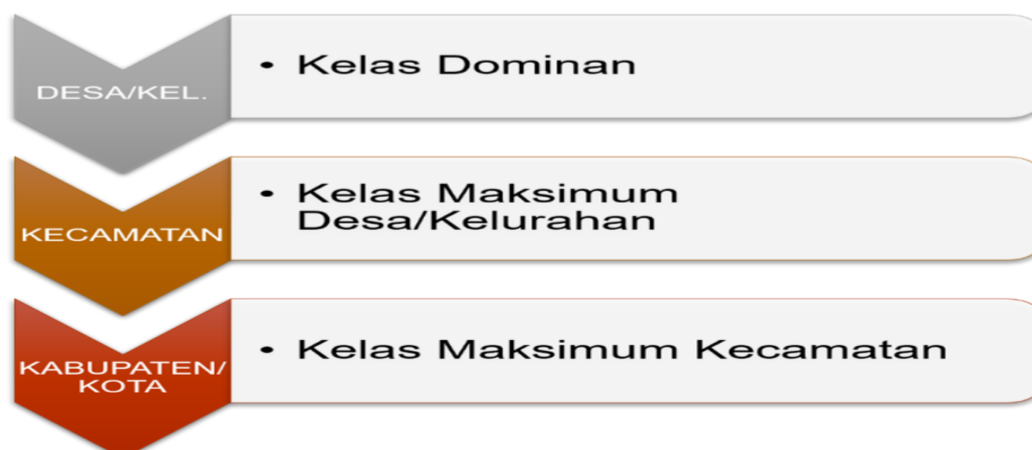 DESA/KEL.
• Kelas Dominan
KECAMATAN
• Kelas Maksimum
Desa/Kelurahan
KABUPATEN/
KOTA
• Kelas Maksimum Kecamatan